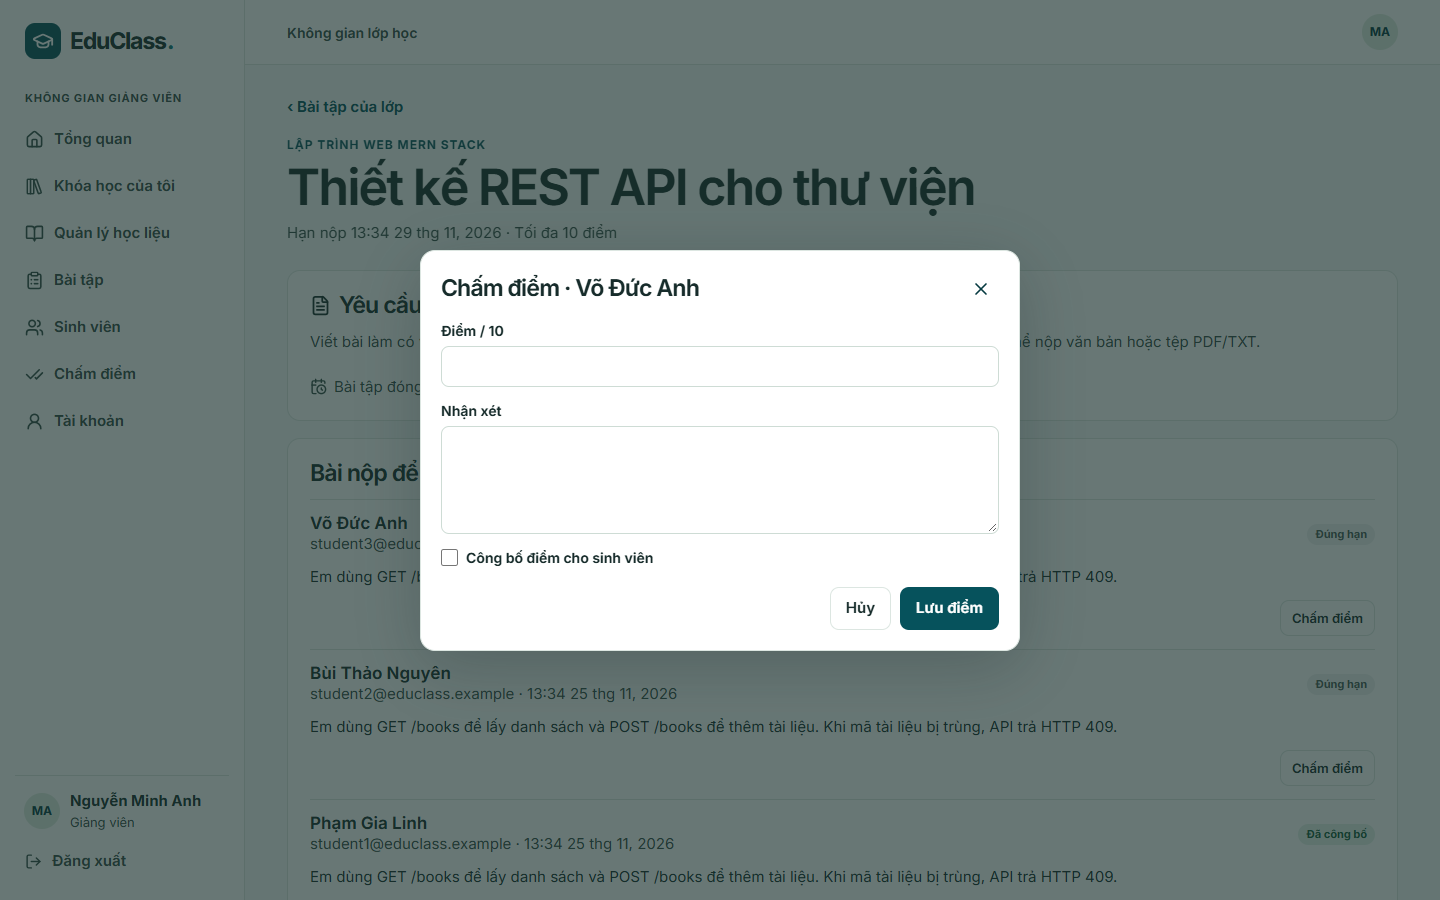 EduClass.
KHÔNG GIAN GIẢNG VIÊN
Tổng quan
Khóa học của tôi
Quản lý học liệu
Bài tập
Sinh viên
Chấm điểm
Tài khoản
MA
Nguyễn Minh Anh
Giảng viên
Đăng xuất
Không gian lớp học
MA
‹ Bài tập của lớp
LẬP TRÌNH WEB MERN STACK
Thiết kế REST API cho thư viện
Hạn nộp 13:34 29 thg 11, 2026 · Tối đa 10 điểm
Yêu cầu
Viết bài làm có
nộp văn bản hoặc tệp PDF/TXT.
Bài tập đóng
Chấm điểm · Võ Đức Anh
Điểm / 10
Nhận xét
Công bố điểm cho sinh viên
Hủy
Lưu điểm
Bài nộp để
Võ Đức Anh
Đúng hạn
student3@educ
Em dùng GET /b
trả HTTP 409.
Chấm điểm
Bùi Thảo Nguyên
Đúng hạn
student2@educlass.example · 13:34 25 thg 11, 2026
Em dùng GET /books để lấy danh sách và POST /books để thêm tài liệu. Khi mã tài liệu bị trùng, API trả HTTP 409.
Chấm điểm
Phạm Gia Linh
Đã công bố
student1@educlass.example · 13:34 25 thg 11, 2026
Em dùng GET /books để lấy danh sách và POST /books để thêm tài liệu. Khi mã tài liệu bị trùng, API trả HTTP 409.